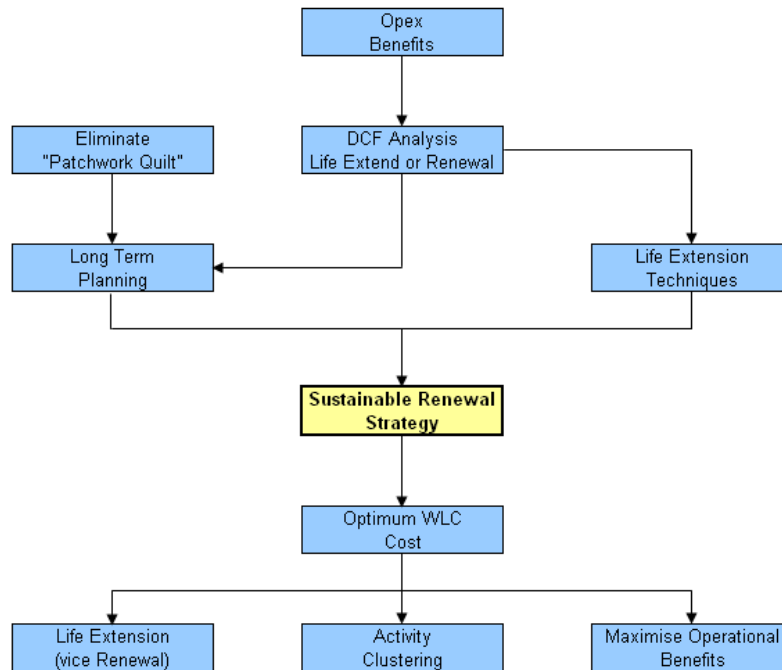 Opex
Benefits
Eliminate
"Patchwork Quilt"
DCF Analysis
Life Extend or Renewal
Long Term
Planning
Life Extension
Techniques
Sustainable Renewal
Strategy
Optimum WLC
Cost
Life Extension
(vice Renewal)
Activity
Clustering
Maximise Operational
Benefits